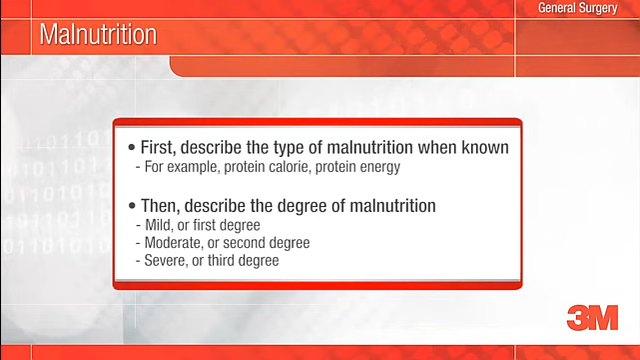 General Surgery
Malnutrition
• First, describe the type of malnutrition when known
- For example, protein calorie, protein energy
• Then, describe the degree of malnutrition
- Mild, or first degree
- Moderate, or second degree
- Severe, or third degree
3M